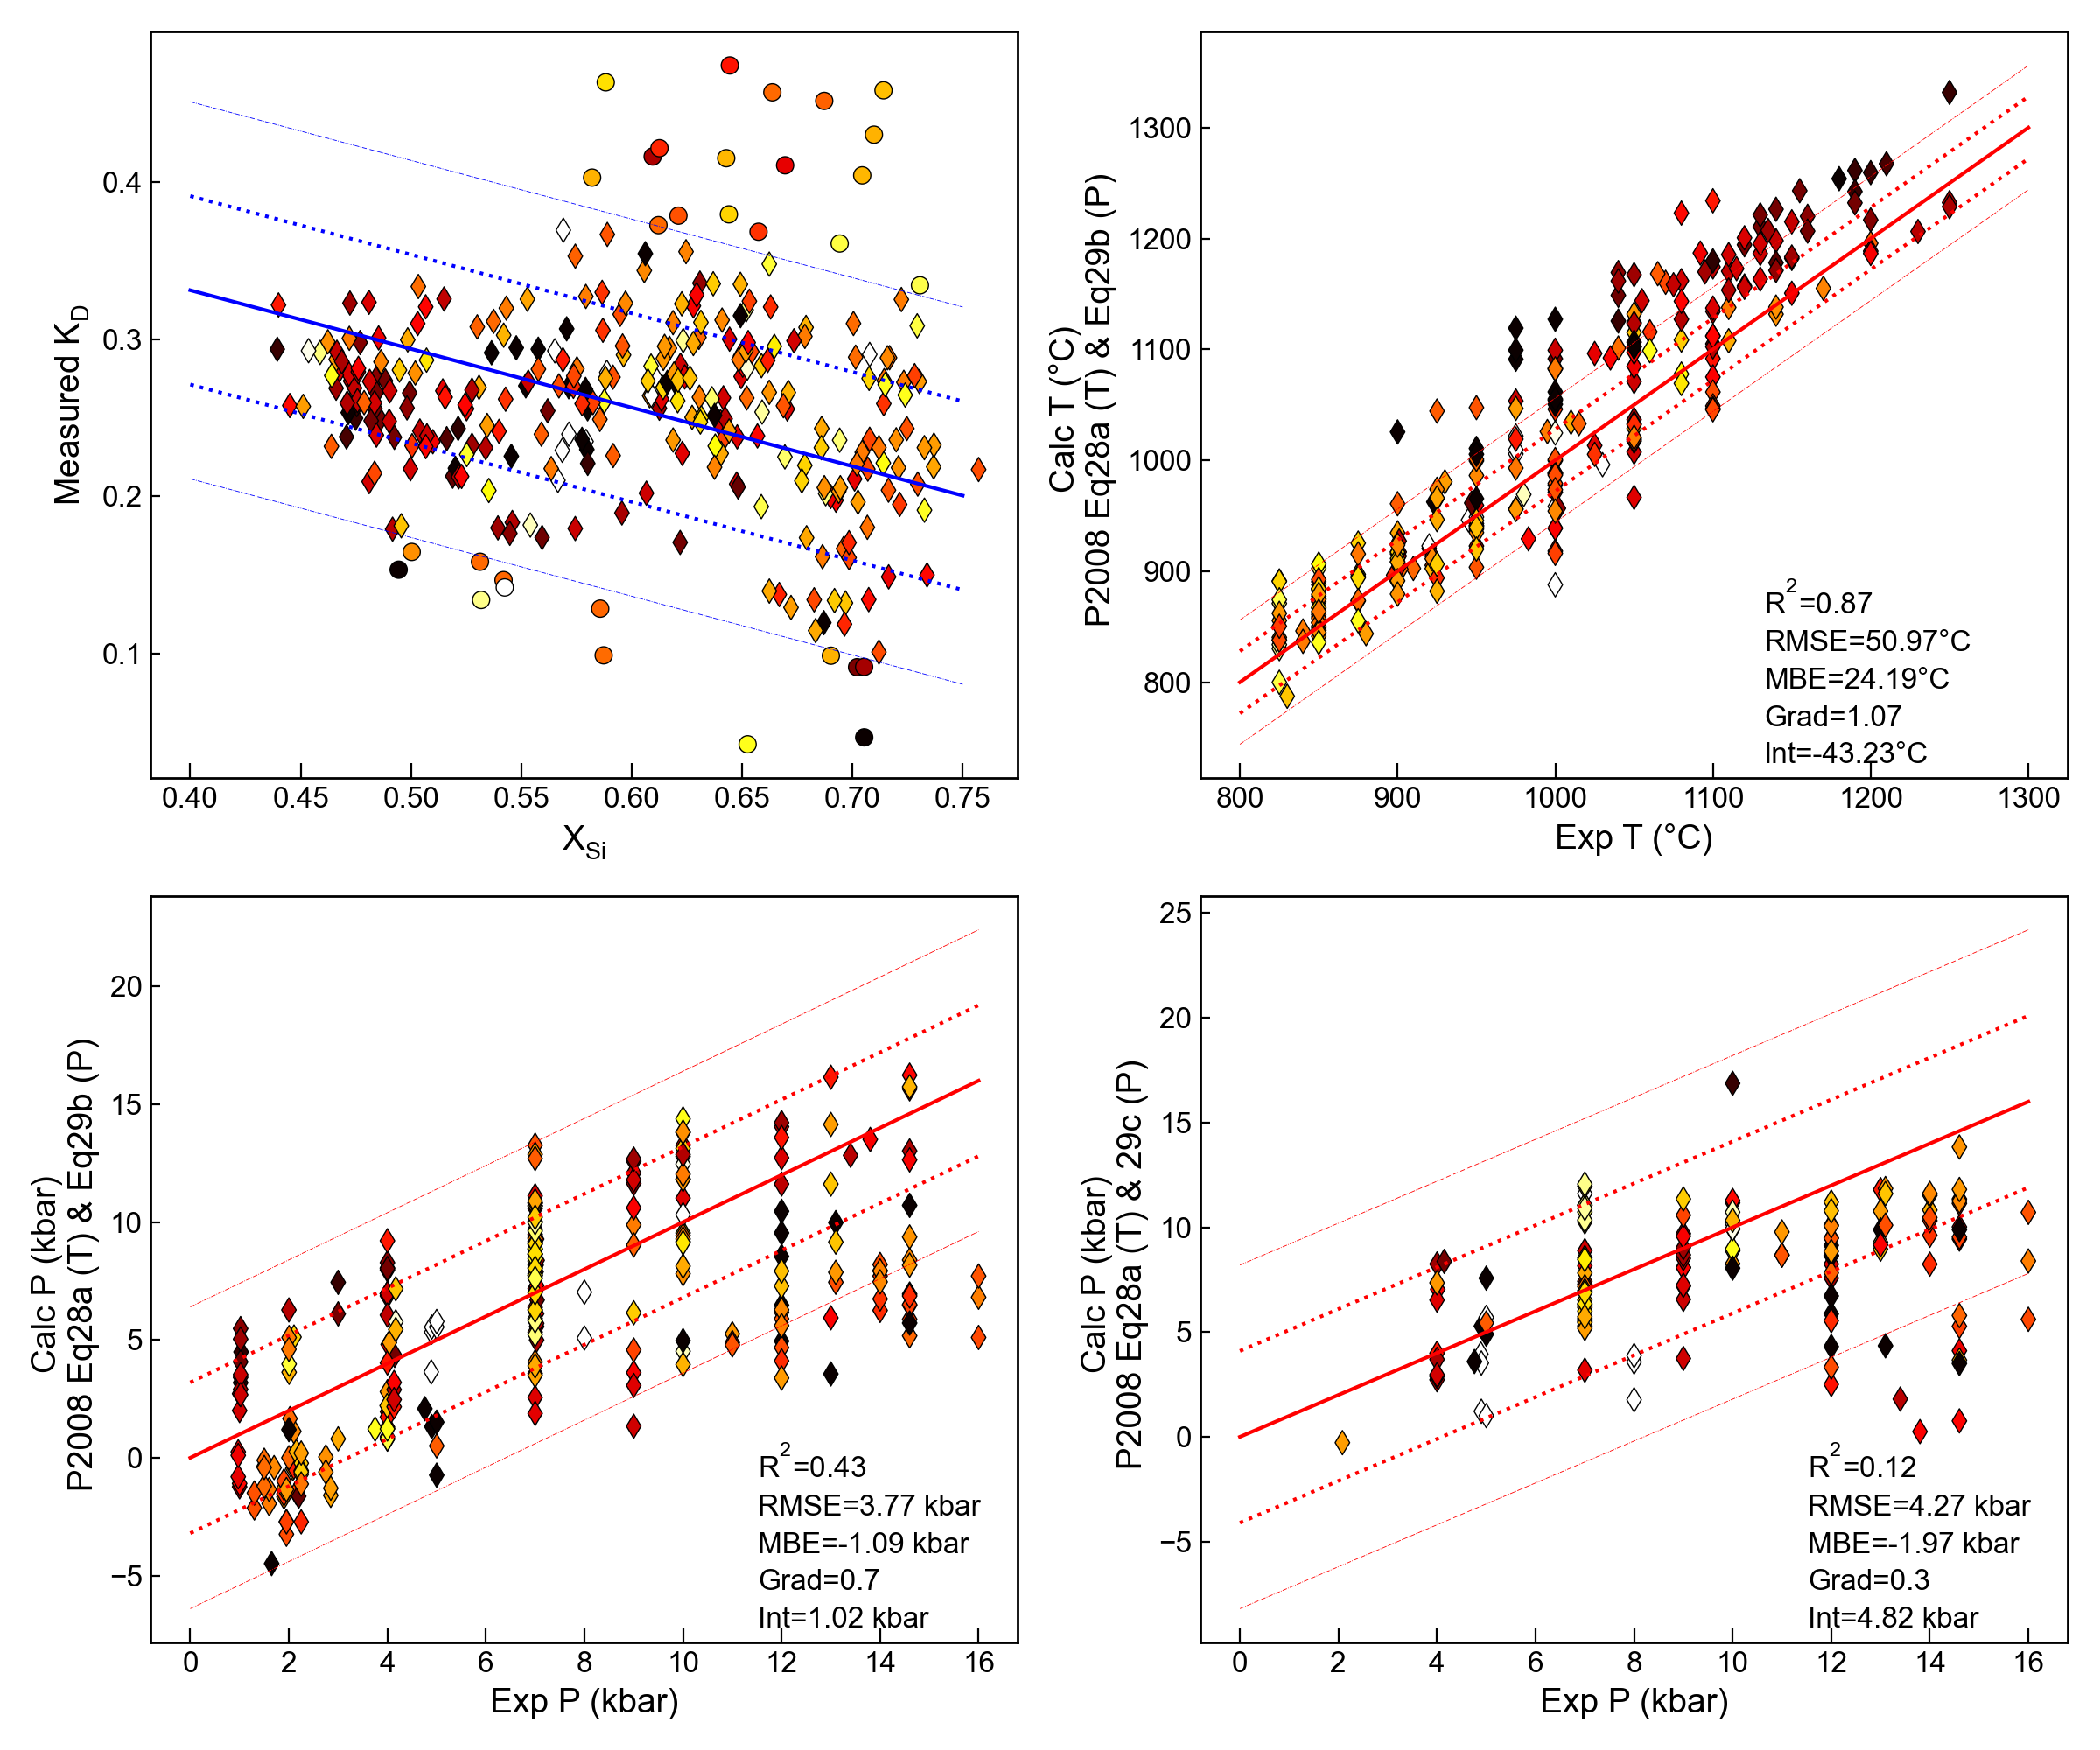 Measured K_D
0.4
0.3
0.2
0.1
0.40 0.45 0.50 0.55 0.60 0.65 0.70 0.75
X_Si
Calc T (°C)
P2008 Eq28a (T) & Eq29b (P)
1300
1200
1100
1000
900
800
R²=0.87
RMSE=50.97°C
MBE=24.19°C
Grad=1.07
Int=-43.23°C
800 900 1000 1100 1200 1300
Exp T (°C)
Calc P (kbar)
P2008 Eq28a (T) & Eq29b (P)
20
15
10
5
0
−5
R²=0.43
RMSE=3.77 kbar
MBE=-1.09 kbar
Grad=0.7
Int=1.02 kbar
0 2 4 6 8 10 12 14 16
Exp P (kbar)
Calc P (kbar)
P2008 Eq28a (T) & 29c (P)
25
20
15
10
5
0
−5
R²=0.12
RMSE=4.27 kbar
MBE=-1.97 kbar
Grad=0.3
Int=4.82 kbar
0 2 4 6 8 10 12 14 16
Exp P (kbar)